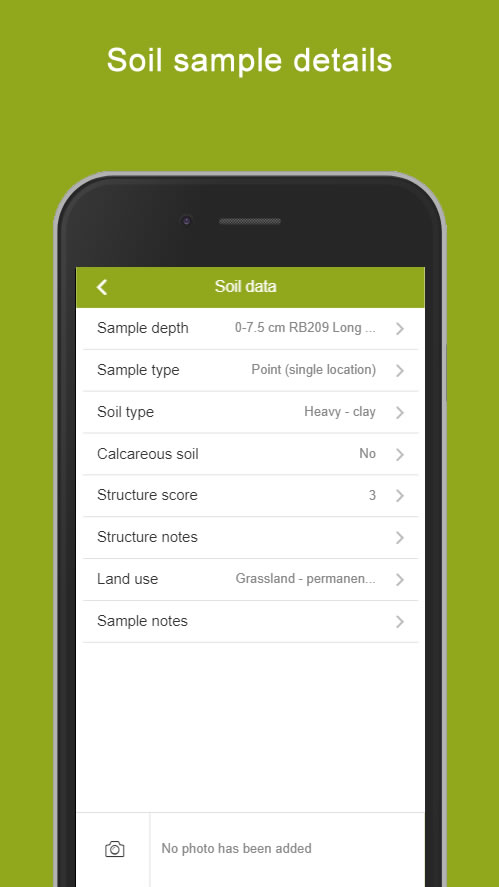 Soil sample details
Soil data
Sample depth 0-7.5 cm RB209 Long ...
Sample type Point (single location)
Soil type Heavy - clay
Calcareous soil No
Structure score 3
Structure notes
Land use Grassland - permanen...
Sample notes
No photo has been added